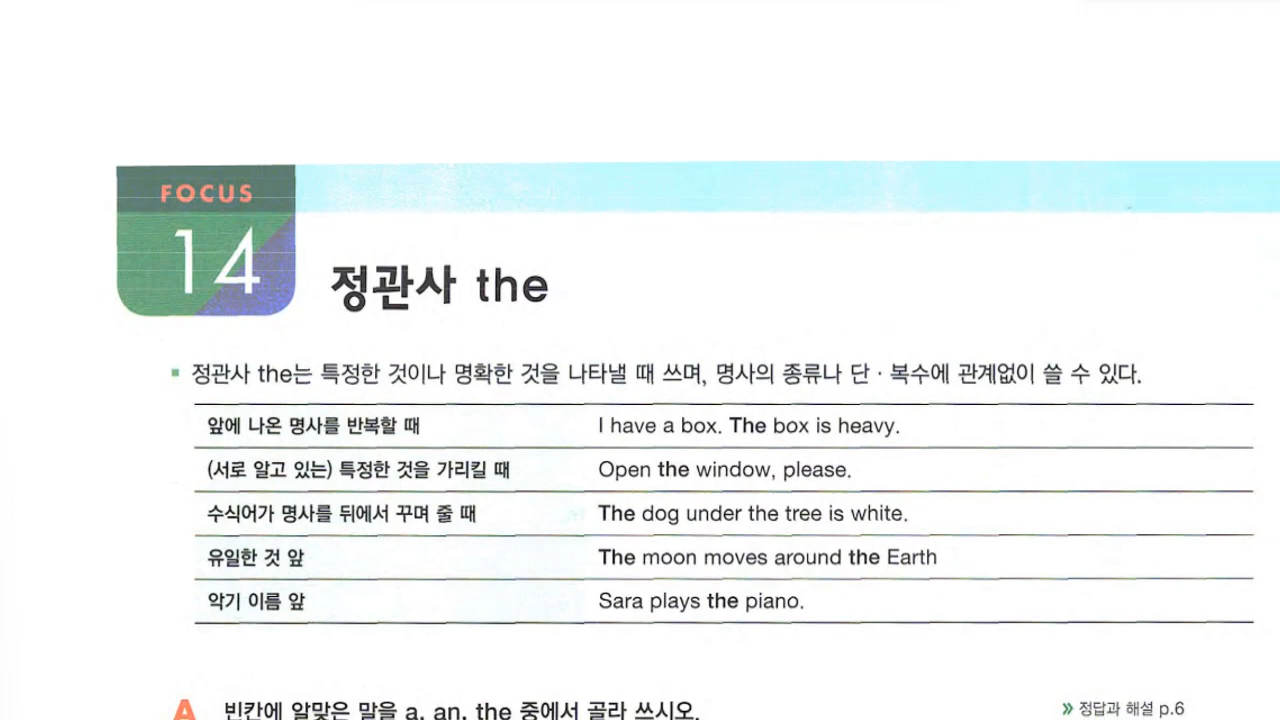 FOCUS
14
정관사 the
정관사 the는 특정한 것이나 명확한 것을 나타낼 때 쓰며, 명사의 종류나 단 · 복수에 관계없이 쓸 수 있다.
앞에 나온 명사를 반복할 때 I have a box. The box is heavy.
(서로 알고 있는) 특정한 것을 가리킬 때 Open the window, please.
수식어가 명사를 뒤에서 꾸며 줄 때 The dog under the tree is white.
유일한 것 앞 The moon moves around the Earth
악기 이름 앞 Sara plays the piano.
A 빈칸에 알맞은 말을 a, an, the 중에서 골라 쓰시오. » 정답과 해설 p.6